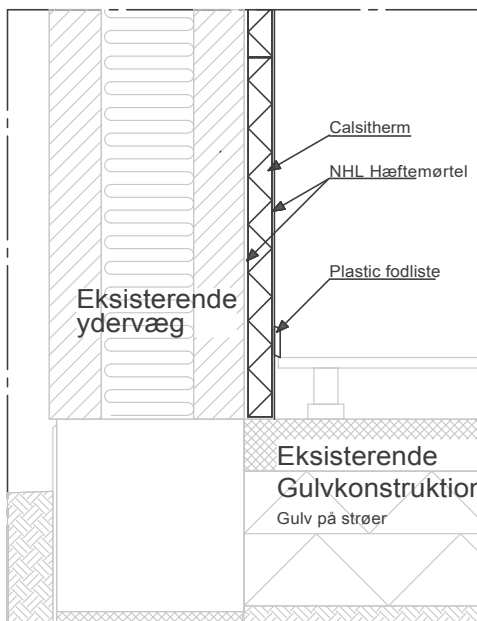 Calsitherm
NHL Hæftemørtel
Plastic fodliste
Eksisterende
ydervæg
Eksisterende
Gulvkonstruktion
Gulv på strøer